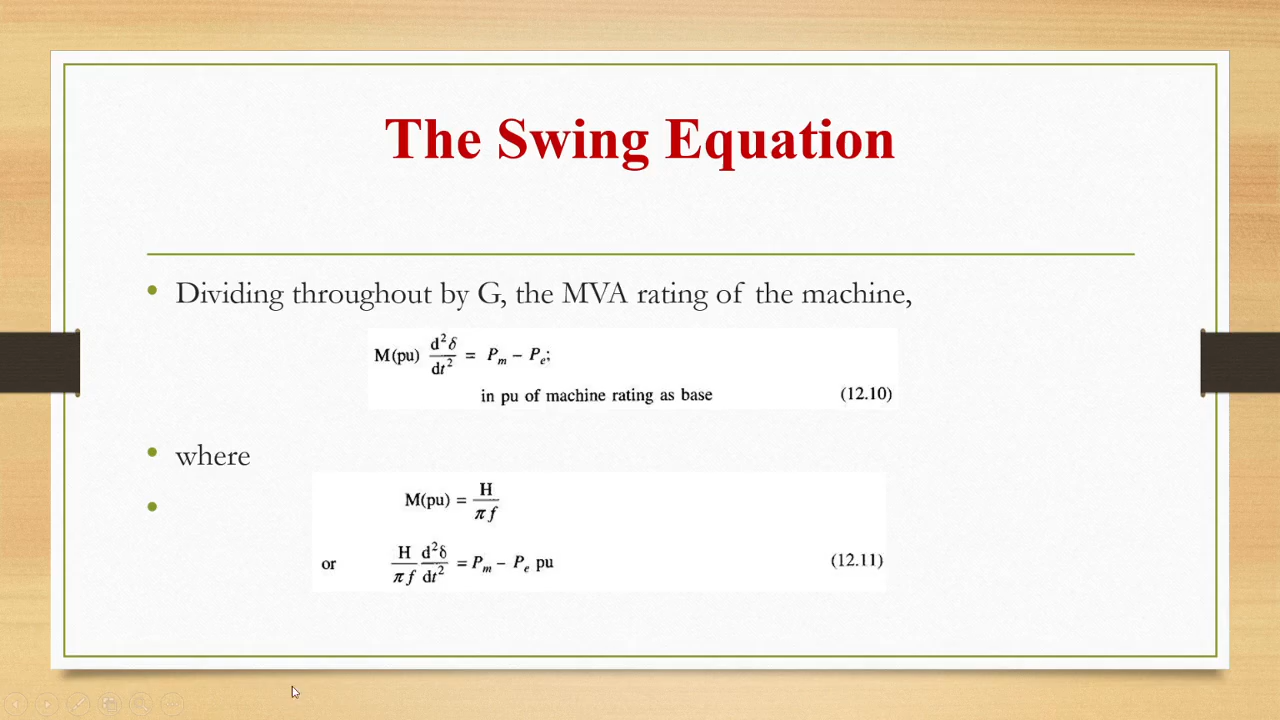 The Swing Equation
• Dividing throughout by G, the MVA rating of the machine,
M(pu) d²δ/dt² = Pₘ − Pₑ;
in pu of machine rating as base (12.10)
• where
•
M(pu) = H/πf
or H/πf d²δ/dt² = Pₘ − Pₑ pu (12.11)